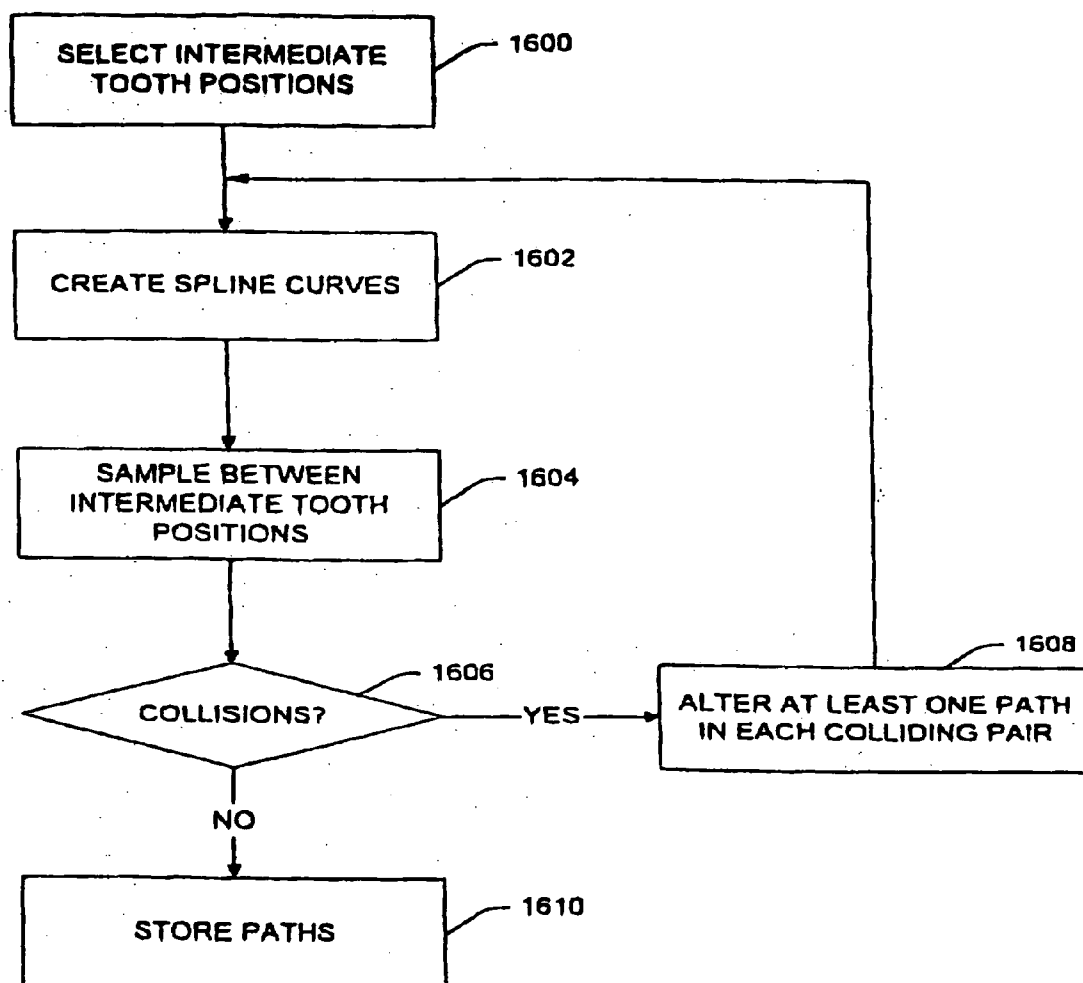 SELECT INTERMEDIATE
TOOTH POSITIONS
1600
CREATE SPLINE CURVES
1602
SAMPLE BETWEEN
INTERMEDIATE TOOTH
POSITIONS
1604
COLLISIONS?
1606
YES
ALTER AT LEAST ONE PATH
IN EACH COLLIDING PAIR
1608
NO
STORE PATHS
1610